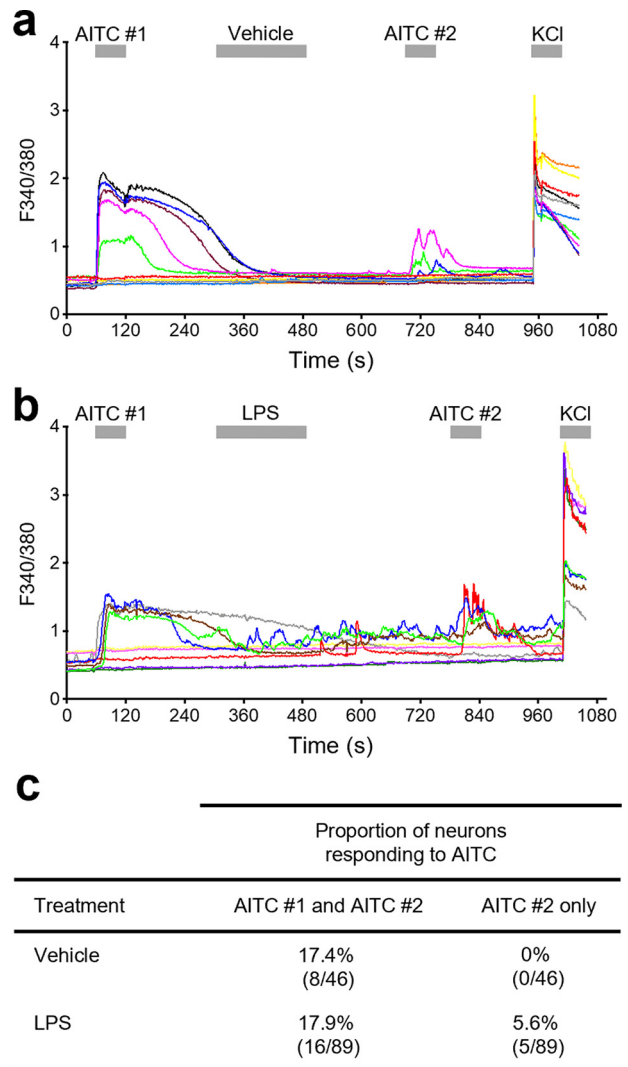 a
AITC #1
Vehicle
AITC #2
KCl
4
3
2
1
0
F340/380
0
120
240
360
480
600
720
840
960
1080
Time (s)
b
AITC #1
LPS
AITC #2
KCl
4
3
2
1
0
F340/380
0
120
240
360
480
600
720
840
960
1080
Time (s)
c
Proportion of neurons
responding to AITC
Treatment
AITC #1 and AITC #2
AITC #2 only
Vehicle
17.4%
(8/46)
0%
(0/46)
LPS
17.9%
(16/89)
5.6%
(5/89)